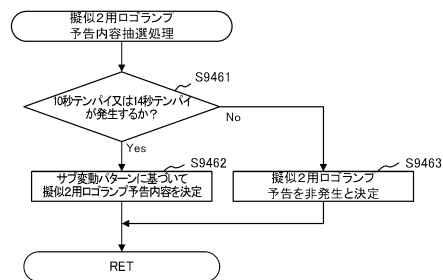 擬似2用ロゴランプ
予告内容抽選処理
S9461
10秒テンパイ又は14秒テンパイ
が発生するか?
No
Yes
S9462
サブ変動パターンに基づいて
擬似2用ロゴランプ予告内容を決定
S9463
擬似2用ロゴランプ
予告を非発生と決定
RET